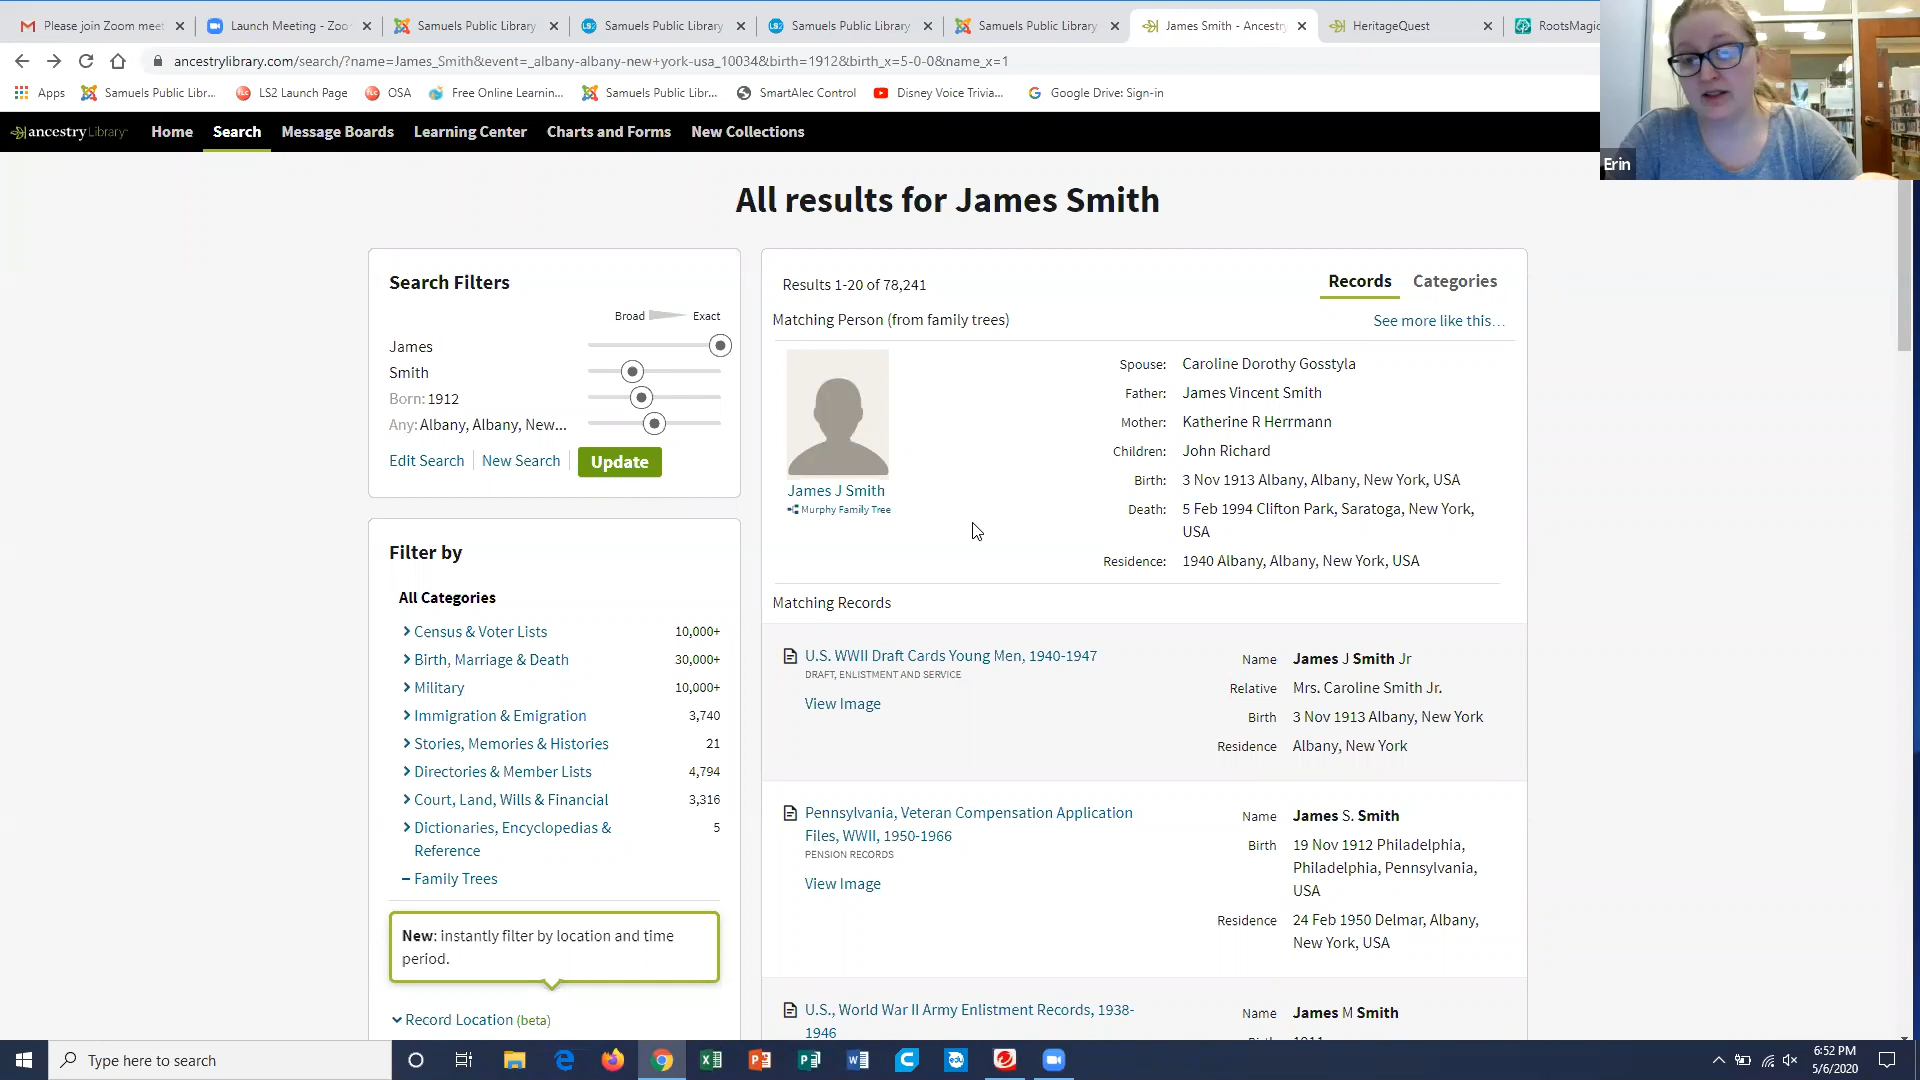 Please join Zoom meet
Launch Meeting - Zoo
Samuels Public Library
Samuels Public Library
Samuels Public Library
Samuels Public Library
James Smith - Ancestry
HeritageQuest
RootsMagic
ancestrylibrary.com/search/?name=James_Smith&event=_albany-albany-new+york-usa_10034&birth=1912&birth_x=5-0-0&name_x=1
Apps Samuels Public Libr... LS2 Launch Page OSA Free Online Learnin... Samuels Public Libr... SmartAlec Control Disney Voice Trivia... Google Drive: Sign-in
ancestryLibrary Home Search Message Boards Learning Center Charts and Forms New Collections
Erin
All results for James Smith
Search Filters
Broad Exact
James
Smith
Born: 1912
Any: Albany, Albany, New...
Edit Search New Search Update
Filter by
All Categories
Census & Voter Lists 10,000+
Birth, Marriage & Death 30,000+
Military 10,000+
Immigration & Emigration 3,740
Stories, Memories & Histories 21
Directories & Member Lists 4,794
Court, Land, Wills & Financial 3,316
Dictionaries, Encyclopedias & 5
Reference
Family Trees
New: instantly filter by location and time
period.
Record Location (beta)
Results 1-20 of 78,241
Records Categories
Matching Person (from family trees)
See more like this...
James J Smith
Murphy Family Tree
Spouse: Caroline Dorothy Gosstyla
Father: James Vincent Smith
Mother: Katherine R Herrmann
Children: John Richard
Birth: 3 Nov 1913 Albany, Albany, New York, USA
Death: 5 Feb 1994 Clifton Park, Saratoga, New York,
USA
Residence: 1940 Albany, Albany, New York, USA
Matching Records
U.S. WWII Draft Cards Young Men, 1940-1947
DRAFT, ENLISTMENT AND SERVICE
View Image
Name James J Smith Jr
Relative Mrs. Caroline Smith Jr.
Birth 3 Nov 1913 Albany, New York
Residence Albany, New York
Pennsylvania, Veteran Compensation Application
Files, WWII, 1950-1966
PENSION RECORDS
View Image
Name James S. Smith
Birth 19 Nov 1912 Philadelphia,
Philadelphia, Pennsylvania,
USA
Residence 24 Feb 1950 Delmar, Albany,
New York, USA
U.S., World War II Army Enlistment Records, 1938-
1946
Name James M Smith
Type here to search
6:52 PM
5/6/2020